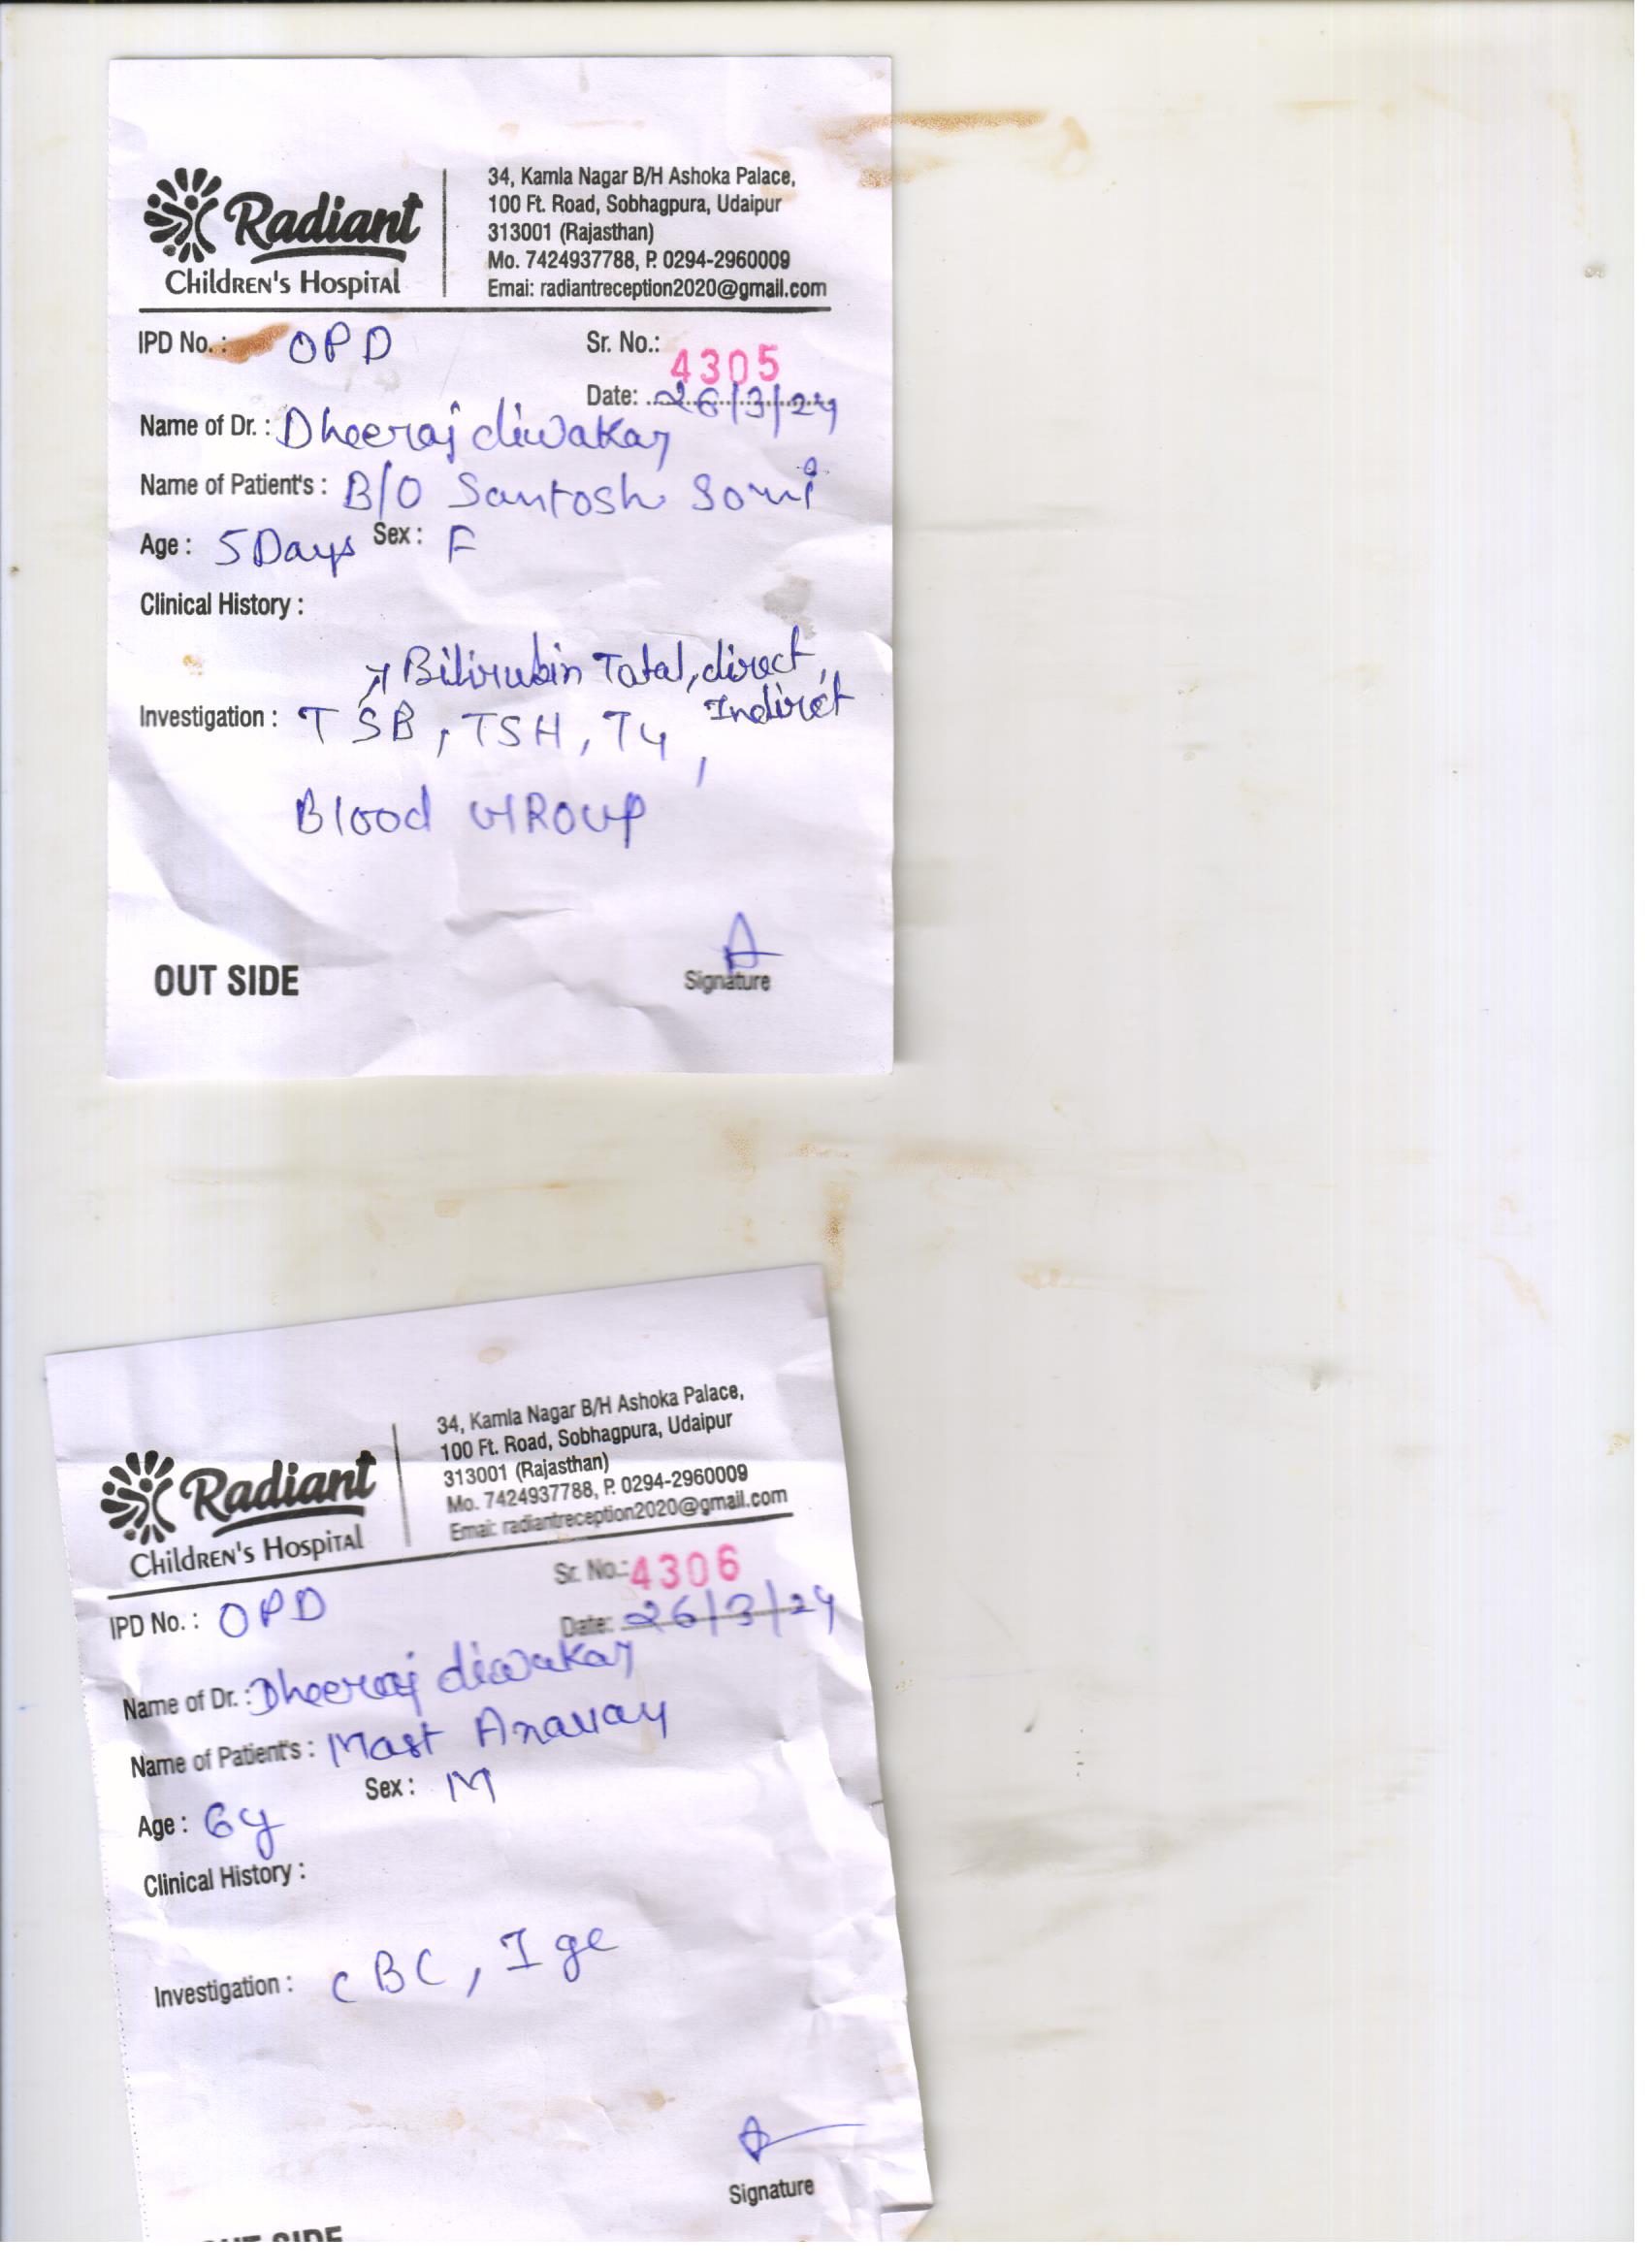 Radiant
Children's Hospital
34, Kamla Nagar B/H Ashoka Palace,
100 Ft. Road, Sobhagpura, Udaipur
313001 (Rajasthan)
Mo. 7424937788, P. 0294-2960009
Emai: radiantreception2020@gmail.com
IPD No. : OPD
Sr. No.: 4305
Date: 26/3/24
Name of Dr. : Dheeraj diwakar
Name of Patient's : B/O Santosh Soni
Age : 5 Days Sex : F
Clinical History :
Bilirubin Total, direct,
Indirect
Investigation : TSB, TSH, T4,
Blood GROUP
OUT SIDE
Signature
Radiant
Children's Hospital
34, Kamla Nagar B/H Ashoka Palace,
100 Ft. Road, Sobhagpura, Udaipur
313001 (Rajasthan)
Mo. 7424937788, P. 0294-2960009
Emai: radiantreception2020@gmail.com
Sr. No.: 4306
IPD No. : OPD
Date: 26/3/24
Name of Dr. : Dheeraj diwakar
Name of Patient's : Mast
Sex : M
Age : 6y
Clinical History :
Investigation : CBC, Ige
Signature
OUT SIDE